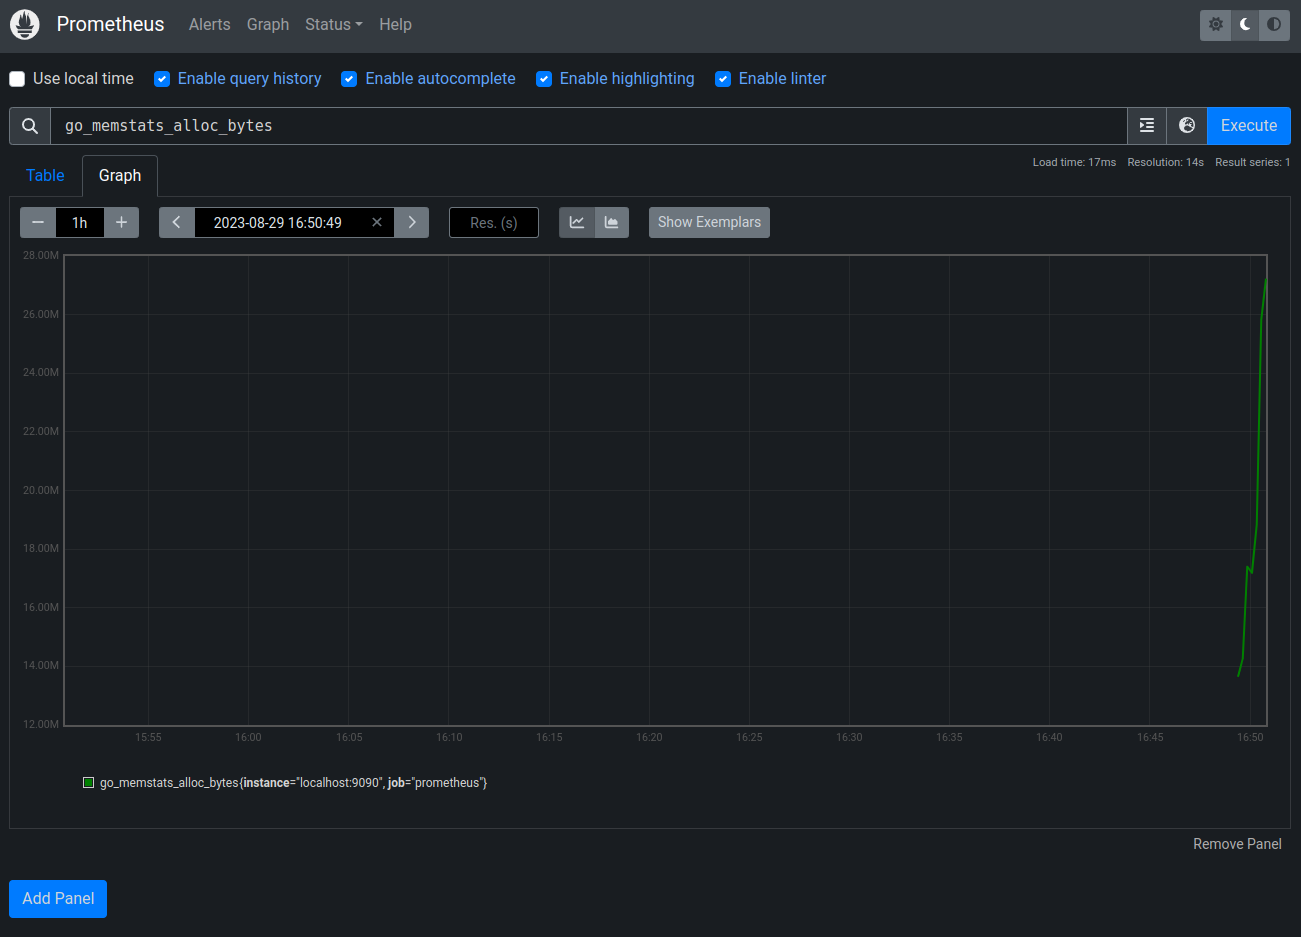 Prometheus Alerts Graph Status Help
Use local time Enable query history Enable autocomplete Enable highlighting Enable linter
go_memstats_alloc_bytes Execute
Load time: 17ms Resolution: 14s Result series: 1
Table Graph
1h 2023-08-29 16:50:49 Res. (s) Show Exemplars
28.00M
26.00M
24.00M
22.00M
20.00M
18.00M
16.00M
14.00M
12.00M
15:55 16:00 16:05 16:10 16:15 16:20 16:25 16:30 16:35 16:40 16:45 16:50
go_memstats_alloc_bytes{instance="localhost:9090", job="prometheus"}
Remove Panel
Add Panel